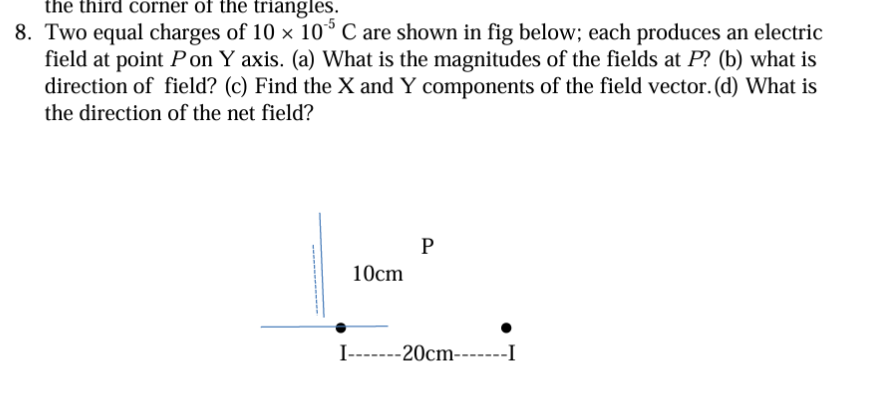 the third corner of the triangles.
8. Two equal charges of 10 × 10⁻⁵ C are shown in fig below; each produces an electric
field at point P on Y axis. (a) What is the magnitudes of the fields at P? (b) what is
direction of field? (c) Find the X and Y components of the field vector. (d) What is
the direction of the net field?
P
10cm
I-------20cm-------I